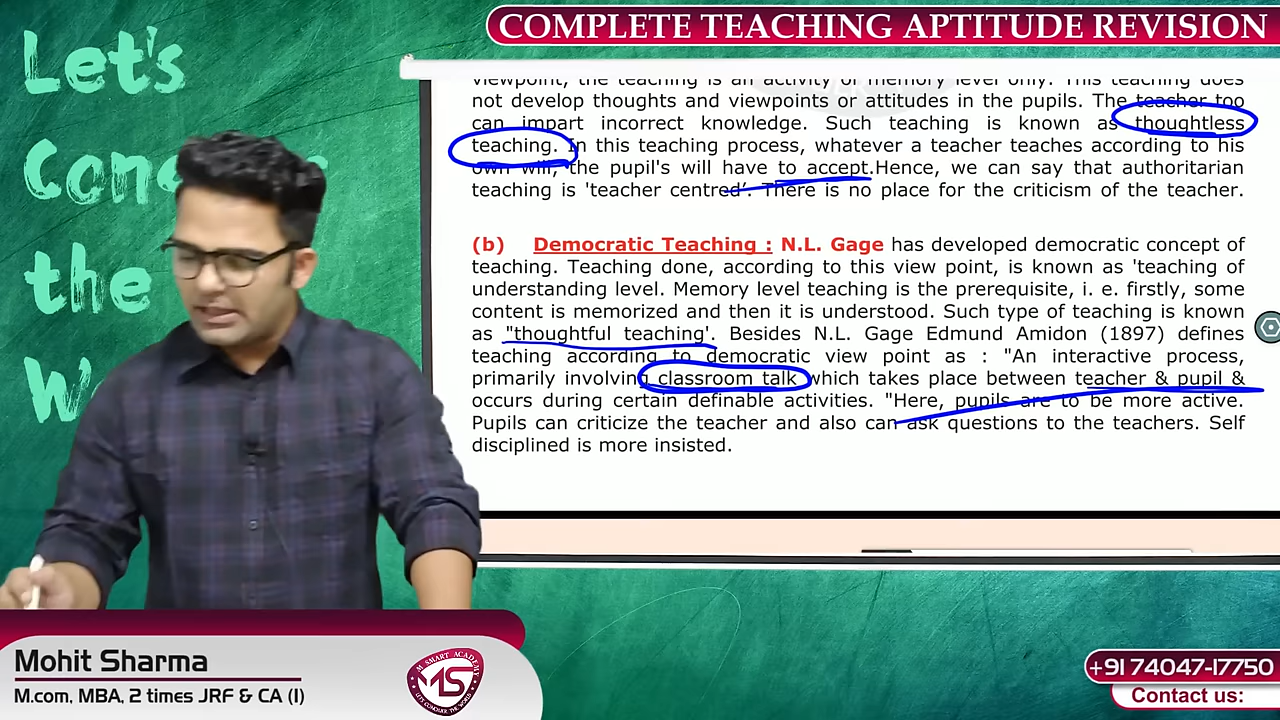 COMPLETE TEACHING APTITUDE REVISION
Let's
the
viewpoint, the teaching is an activity of memory level only. This teaching does
not develop thoughts and viewpoints or attitudes in the pupils. The teacher too
can impart incorrect knowledge. Such teaching is known as thoughtless
teaching. In this teaching process, whatever a teacher teaches according to his
own will, the pupil's will have to accept.Hence, we can say that authoritarian
teaching is 'teacher centred'. There is no place for the criticism of the teacher.
(b) Democratic Teaching : N.L. Gage has developed democratic concept of
teaching. Teaching done, according to this view point, is known as 'teaching of
understanding level. Memory level teaching is the prerequisite, i. e. firstly, some
content is memorized and then it is understood. Such type of teaching is known
as "thoughtful teaching'. Besides N.L. Gage Edmund Amidon (1897) defines
teaching according to democratic view point as : "An interactive process,
primarily involving classroom talk which takes place between teacher & pupil &
occurs during certain definable activities. "Here, pupils are to be more active.
Pupils can criticize the teacher and also can ask questions to the teachers. Self
disciplined is more insisted.
Mohit Sharma
M.com, MBA, 2 times JRF & CA (I)
M SMART ACADEMY
MS
LET'S CONQUER THE WORLD
+91 74047-17750
Contact us: